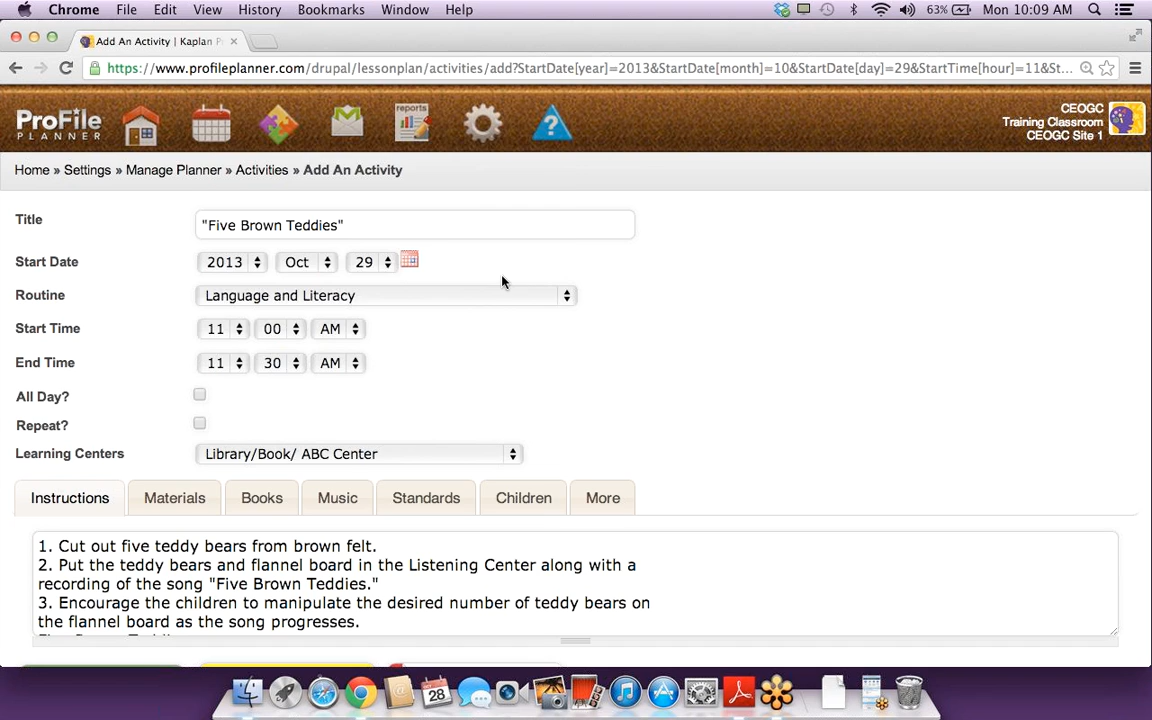 Chrome File Edit View History Bookmarks Window Help 63% Mon 10:09 AM
Add An Activity | Kaplan P
https://www.profileplanner.com/drupal/lessonplan/activities/add?StartDate[year]=2013&StartDate[month]=10&StartDate[day]=29&StartTime[hour]=11&St...
ProFile
PLANNER
reports
?
CEOGC
Training Classroom
CEOGC Site 1
Home » Settings » Manage Planner » Activities » Add An Activity
Title "Five Brown Teddies"
Start Date 2013 Oct 29
Routine Language and Literacy
Start Time 11 00 AM
End Time 11 30 AM
All Day?
Repeat?
Learning Centers Library/Book/ ABC Center
Instructions Materials Books Music Standards Children More
1. Cut out five teddy bears from brown felt.
2. Put the teddy bears and flannel board in the Listening Center along with a
recording of the song "Five Brown Teddies."
3. Encourage the children to manipulate the desired number of teddy bears on
the flannel board as the song progresses.
28